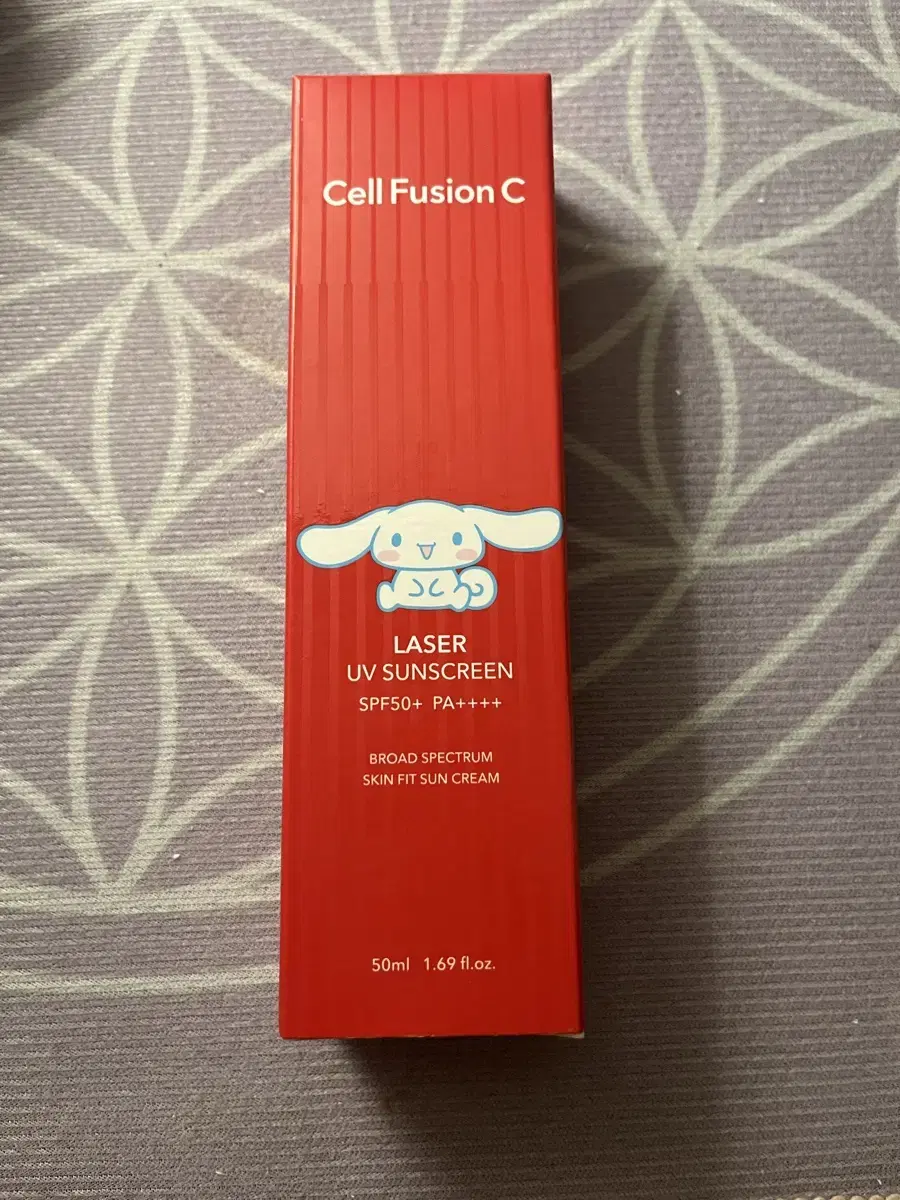 Cell Fusion C
LASER
UV SUNSCREEN
SPF50+ PA++++
BROAD SPECTRUM
SKIN FIT SUN CREAM
50ml 1.69 fl.oz.